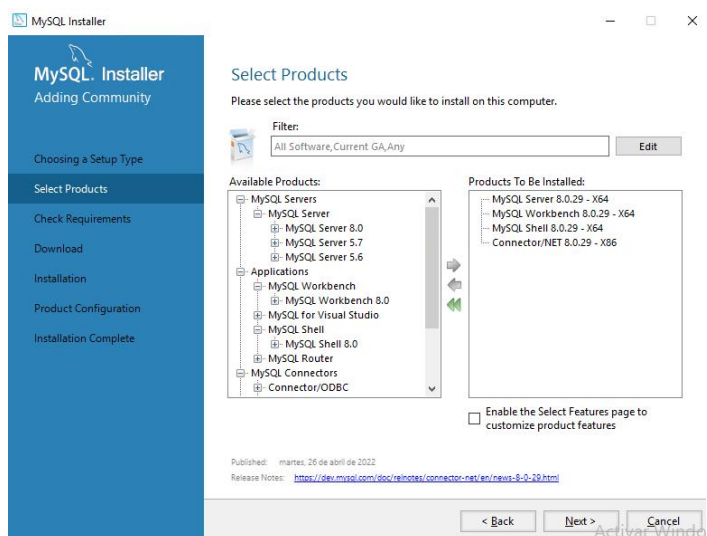 MySQL Installer
MySQL. Installer
Adding Community
Choosing a Setup Type
Select Products
Check Requirements
Download
Installation
Product Configuration
Installation Complete
Select Products
Please select the products you would like to install on this computer.
Filter:
All Software,Current GA,Any
Edit
Available Products:
MySQL Servers
MySQL Server
MySQL Server 8.0
MySQL Server 5.7
MySQL Server 5.6
Applications
MySQL Workbench
MySQL Workbench 8.0
MySQL for Visual Studio
MySQL Shell
MySQL Shell 8.0
MySQL Router
MySQL Connectors
Connector/ODBC
Products To Be Installed:
MySQL Server 8.0.29 - X64
MySQL Workbench 8.0.29 - X64
MySQL Shell 8.0.29 - X64
Connector/NET 8.0.29 - X86
Enable the Select Features page to
customize product features
Published: martes, 26 de abril de 2022
Release Notes: https://dev.mysql.com/doc/relnotes/connector-net/en/news-8-0-29.html
< Back
Next >
Cancel
Activar Windo